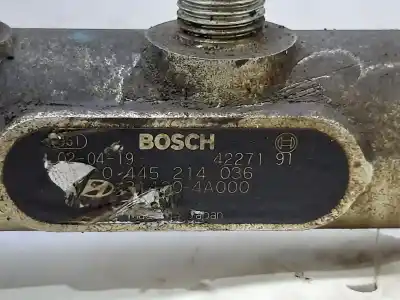 BOSCH
02-04-19 42271 91
0 445 214 036
0-4A000
Japan